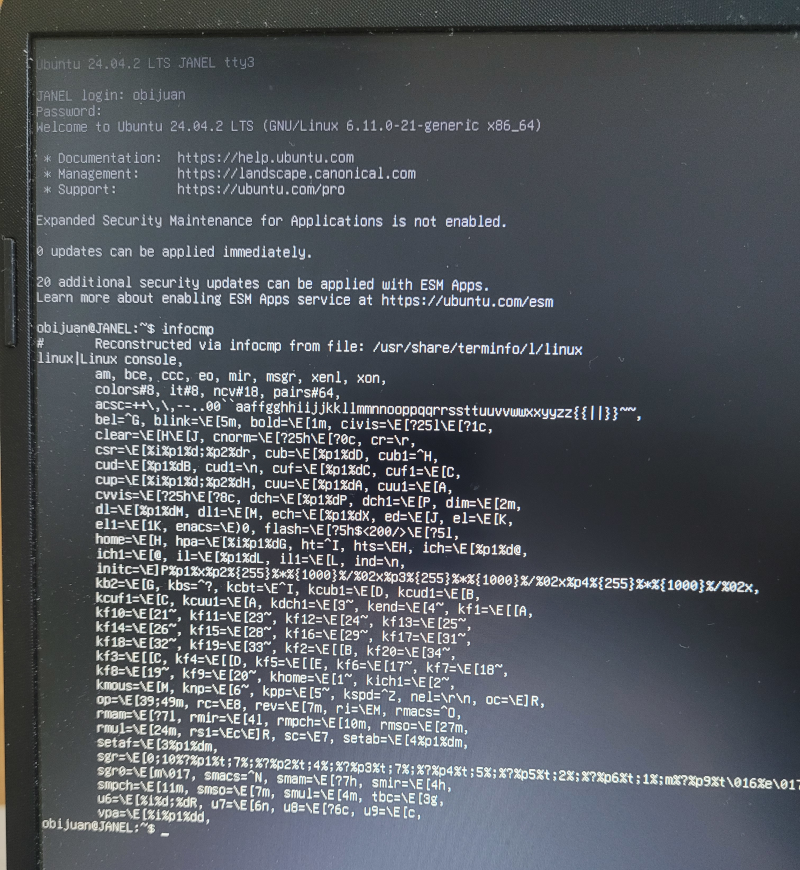 Ubuntu 24.04.2 LTS JANEL tty3
JANEL login: obijuan
Password:
Welcome to Ubuntu 24.04.2 LTS (GNU/Linux 6.11.0-21-generic x86_64)
* Documentation: https://help.ubuntu.com
* Management: https://landscape.canonical.com
* Support: https://ubuntu.com/pro
Expanded Security Maintenance for Applications is not enabled.
0 updates can be applied immediately.
20 additional security updates can be applied with ESM Apps.
Learn more about enabling ESM Apps service at https://ubuntu.com/esm
obijuan@JANEL:~$ infocmp
# Reconstructed via infocmp from file: /usr/share/terminfo/l/linux
linux|Linux console,
am, bce, ccc, eo, mir, msgr, xenl, xon,
colors#8, it#8, ncv#18, pairs#64,
acsc=++\,\,--..00``aaffgghhiijjkkllmmnnooppqqrrssttuuvvwwxxyyzz{{||}}~~,
bel=^G, blink=\E[5m, bold=\E[1m, civis=\E[?25l\E[?1c,
clear=\E[H\E[J, cnorm=\E[?25h\E[?0c, cr=\r,
csr=\E[%i%p1%d;%p2%dr, cub=\E[%p1%dD, cub1=^H,
cud=\E[%p1%dB, cud1=\n, cuf=\E[%p1%dC, cuf1=\E[C,
cup=\E[%i%p1%d;%p2%dH, cuu=\E[%p1%dA, cuu1=\E[A,
cvvis=\E[?25h\E[?8c, dch=\E[%p1%dP, dch1=\E[P, dim=\E[2m,
dl=\E[%p1%dM, dl1=\E[M, ech=\E[%p1%dX, ed=\E[J, el=\E[K,
el1=\E[1K, enacs=\E)0, flash=\E[?5h$<200/>\E[?5l,
home=\E[H, hpa=\E[%i%p1%dG, ht=^I, hts=\EH, ich=\E[%p1%d@,
ich1=\E[@, il=\E[%p1%dL, il1=\E[L, ind=\n,
initc=\E]P%p1%x%p2%{255}%*%{1000}%/%02x%p3%{255}%*%{1000}%/%02x%p4%{255}%*%{1000}%/%02x,
kb2=\E[G, kbs=^?, kcbt=\E^I, kcub1=\E[D, kcud1=\E[B,
kcuf1=\E[C, kcuu1=\E[A, kdch1=\E[3~, kend=\E[4~, kf1=\E[[A,
kf10=\E[21~, kf11=\E[23~, kf12=\E[24~, kf13=\E[25~,
kf14=\E[26~, kf15=\E[28~, kf16=\E[29~, kf17=\E[31~,
kf18=\E[32~, kf19=\E[33~, kf2=\E[[B, kf20=\E[34~,
kf3=\E[[C, kf4=\E[[D, kf5=\E[[E, kf6=\E[17~, kf7=\E[18~,
kf8=\E[19~, kf9=\E[20~, khome=\E[1~, kich1=\E[2~,
kmous=\E[M, knp=\E[6~, kpp=\E[5~, kspd=^Z, nel=\r\n, oc=\E]R,
op=\E[39;49m, rc=\E8, rev=\E[7m, ri=\EM, rmacs=^O,
rmam=\E[?7l, rmir=\E[4l, rmpch=\E[10m, rmso=\E[27m,
rmul=\E[24m, rs1=\Ec\E]R, sc=\E7, setab=\E[4%p1%dm,
setaf=\E[3%p1%dm,
sgr=\E[0;10%?%p1%t;7%;%?%p2%t;4%;%?%p3%t;7%;%?%p4%t;5%;%?%p5%t;2%;%?%p6%t;1%;m%?%p9%t\016%e\017
sgr0=\E[m\017, smacs=^N, smam=\E[?7h, smir=\E[4h,
smpch=\E[11m, smso=\E[7m, smul=\E[4m, tbc=\E[3g,
u6=\E[%i%d;%dR, u7=\E[6n, u8=\E[?6c, u9=\E[c,
vpa=\E[%i%p1%dd,
obijuan@JANEL:~$ _